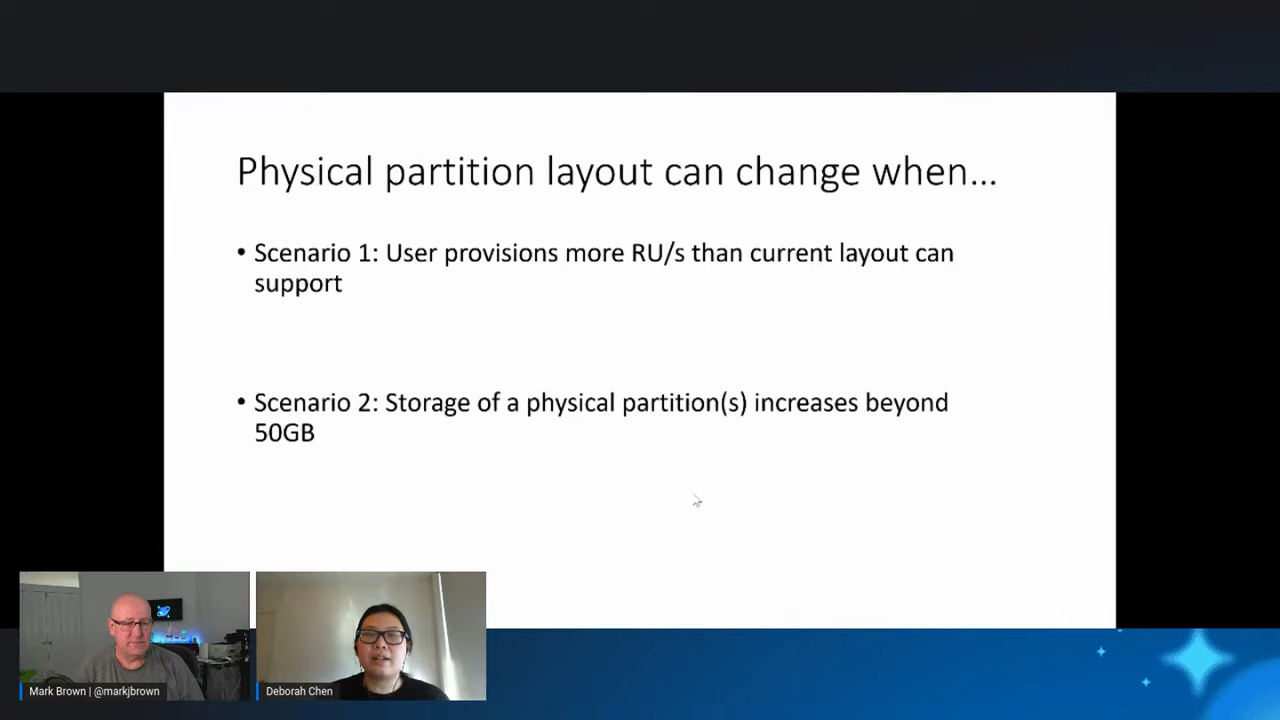 Physical partition layout can change when...
• Scenario 1: User provisions more RU/s than current layout can
support
• Scenario 2: Storage of a physical partition(s) increases beyond
50GB
Mark Brown | @markjbrown
Deborah Chen